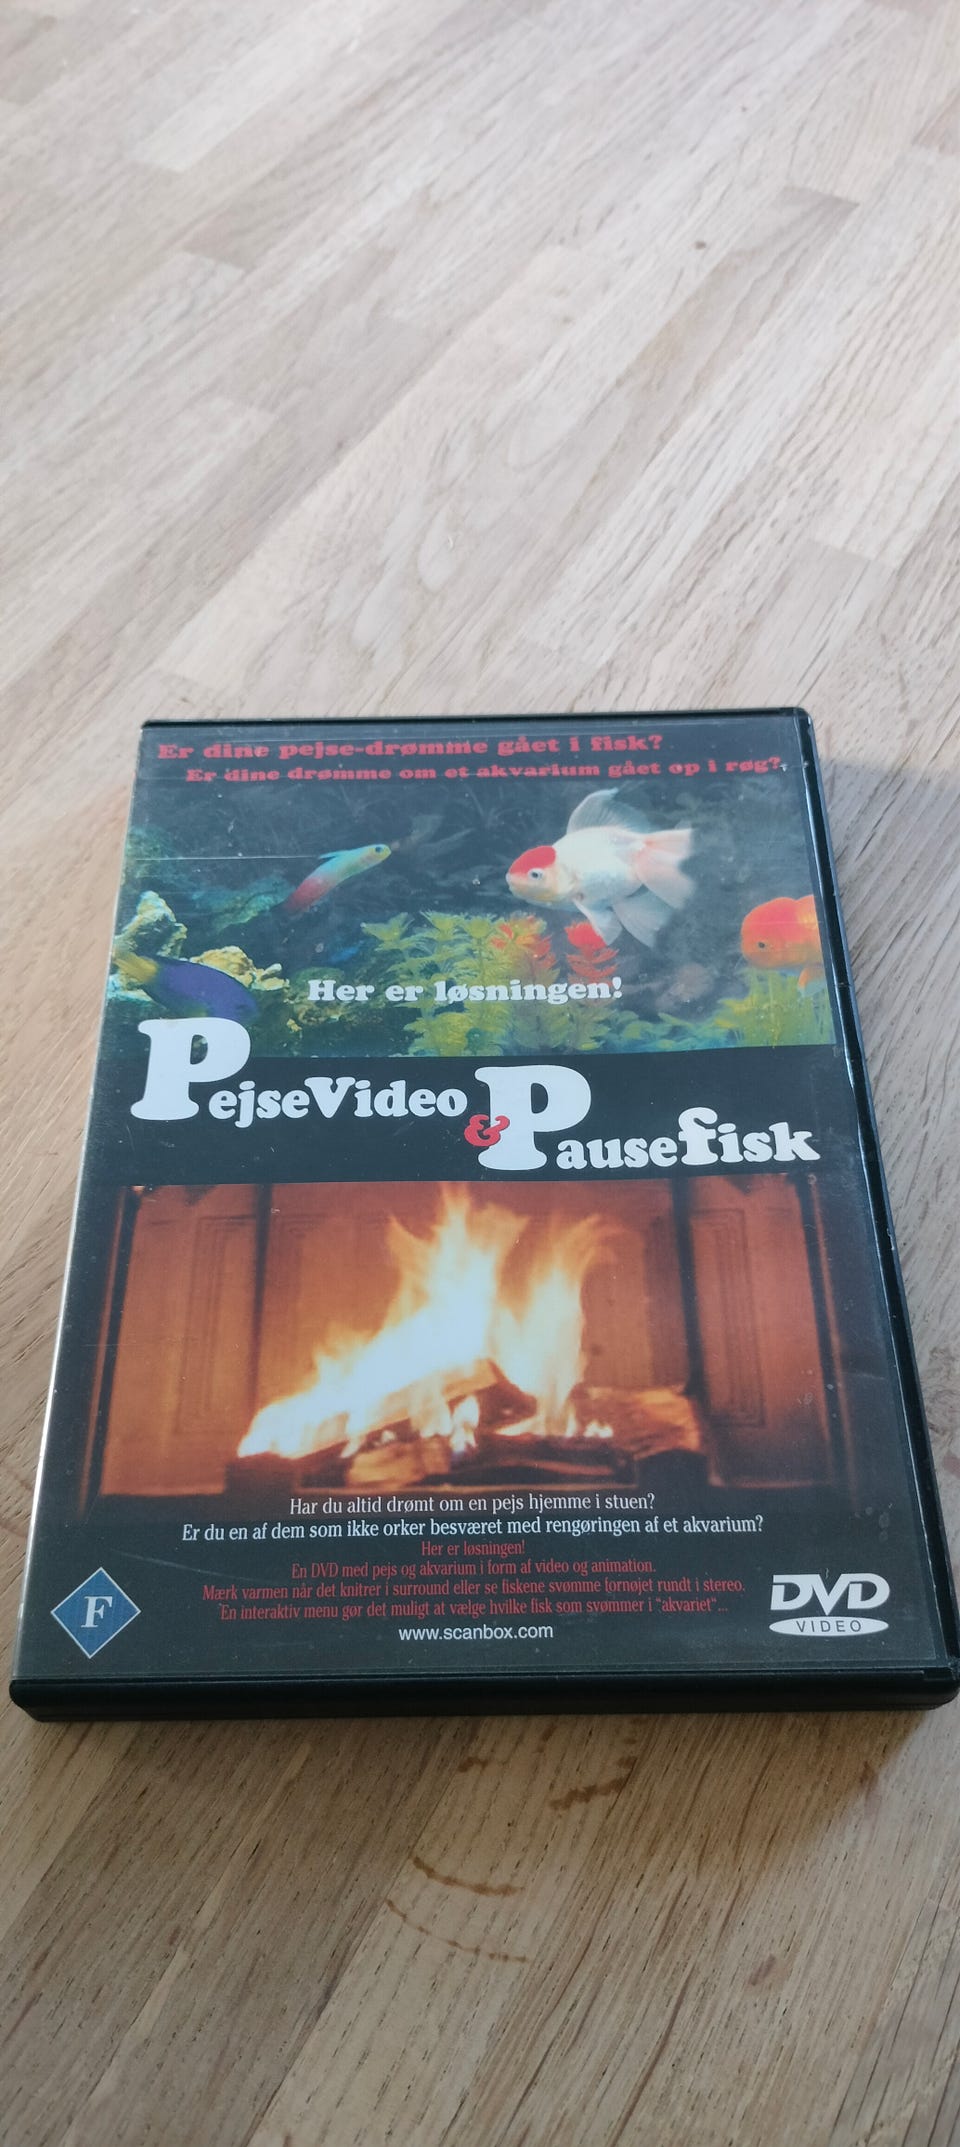 Er dine pejse-drømme gået i fisk?
Er dine drømme om et akvarium gået op i røg?
Her er løsningen!
PejseVideo
&
Pausefisk
Har du altid drømt om en pejs hjemme i stuen?
Er du en af dem som ikke orker besværet med rengøringen af et akvarium?
Her er løsningen!
En DVD med pejs og akvarium i form af video og animation.
Mærk varmen når det knitrer i surround eller se fiskene svømme fornøjet rundt i stereo.
En interaktiv menu gør det muligt at vælge hvilke fisk som svømmer i "akvariet"...
www.scanbox.com
F
DVD
VIDEO